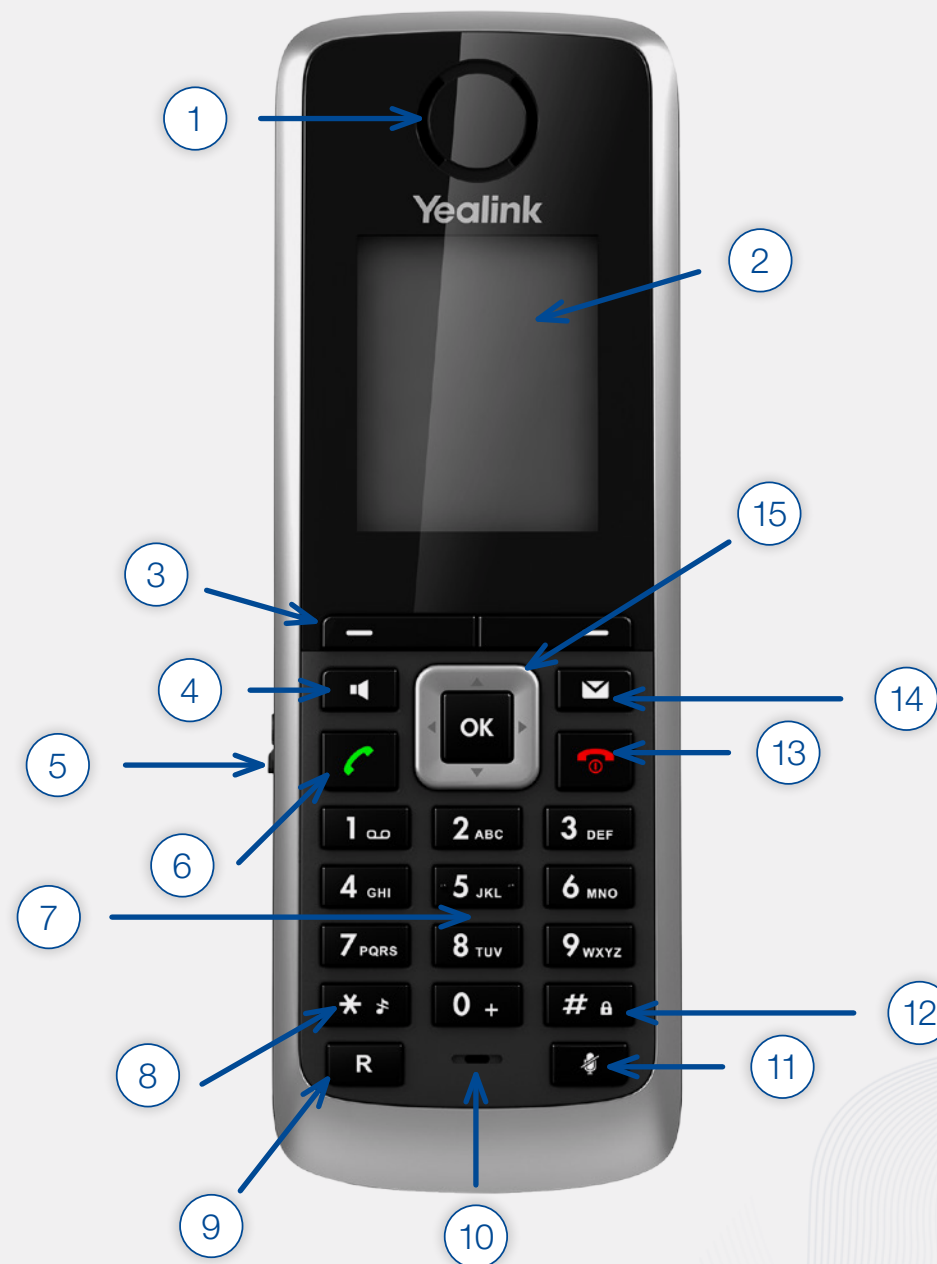 1
Yealink
2
15
3
4
14
OK
5
13
6
1
2 ABC
3 DEF
4 GHI
5 JKL
6 MNO
7
7 PQRS
8 TUV
9 WXYZ
*
0 +
#
12
8
R
11
9
10